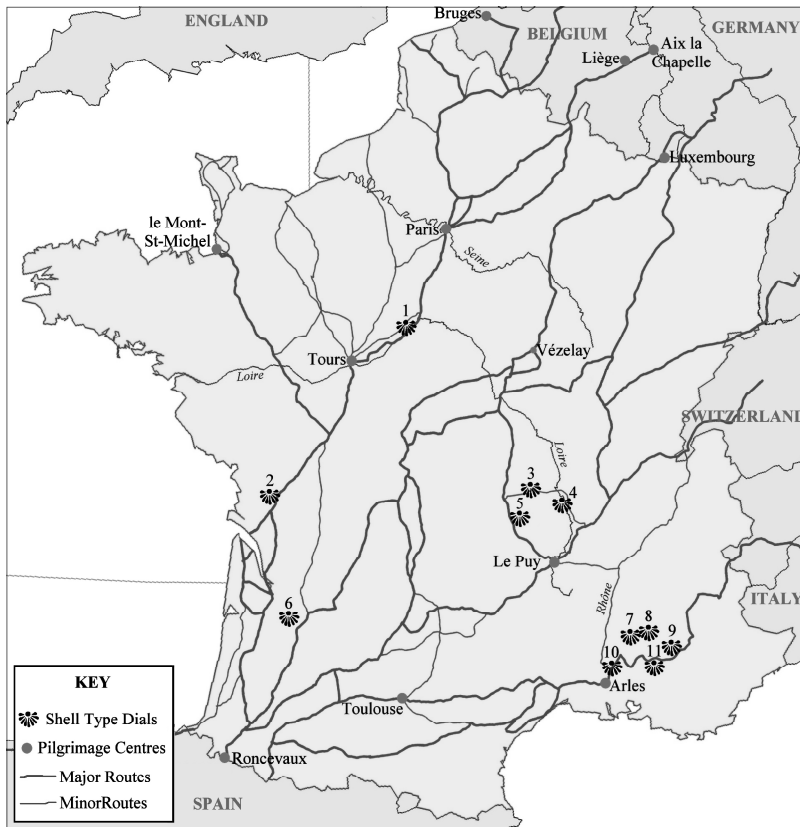 ENGLAND
Bruges
BELGIUM
GERMANY
Liège
Aix la
Chapelle
Luxembourg
le Mont-
St-Michel
Paris
Seine
1
Tours
Loire
Vézelay
SWITZERLAND
Loire
2
3
4
5
Le Puy
Rhône
ITALY
6
7
8
9
10
11
Arles
Toulouse
Roncevaux
SPAIN
KEY
Shell Type Dials
Pilgrimage Centres
Major Routes
MinorRoutes